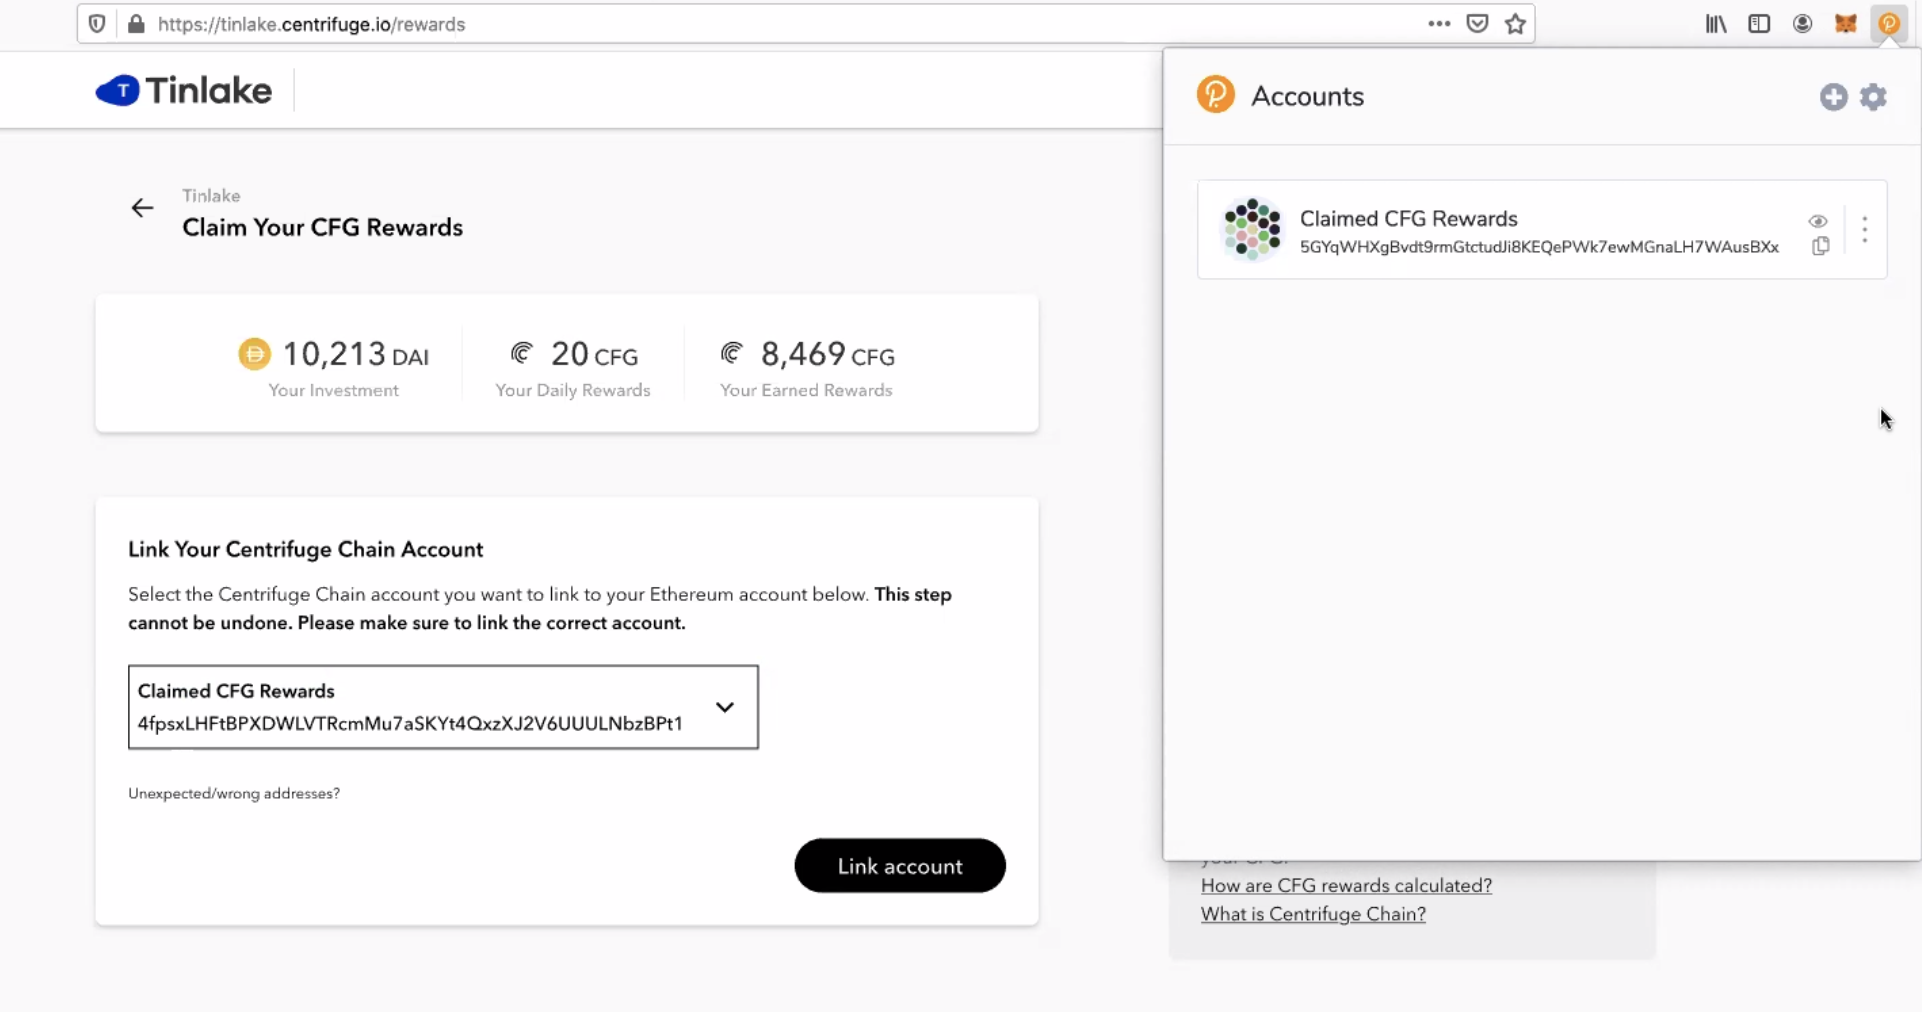 https://tinlake.centrifuge.io/rewards
T Tinlake
Accounts
Claimed CFG Rewards
5GYqWHXgBvdt9rmGtctudJi8KEQePWk7ewMGnaLH7WAusBXx
Tinlake
Claim Your CFG Rewards
10,213 DAI
Your Investment
20 CFG
Your Daily Rewards
8,469 CFG
Your Earned Rewards
Link Your Centrifuge Chain Account
Select the Centrifuge Chain account you want to link to your Ethereum account below. This step
cannot be undone. Please make sure to link the correct account.
Claimed CFG Rewards
4fpsxLHFtBPXDWLVTRcmMu7aSKYt4QxzXJ2V6UUULNbzBPt1
Unexpected/wrong addresses?
Link account
How are CFG rewards calculated?
What is Centrifuge Chain?